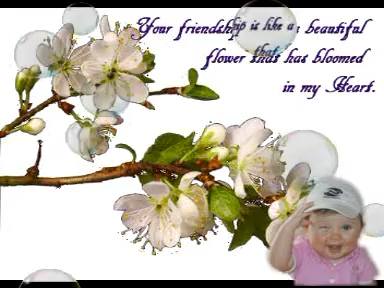 Your friendship is like a beautiful
flower that has bloomed
in my Heart.